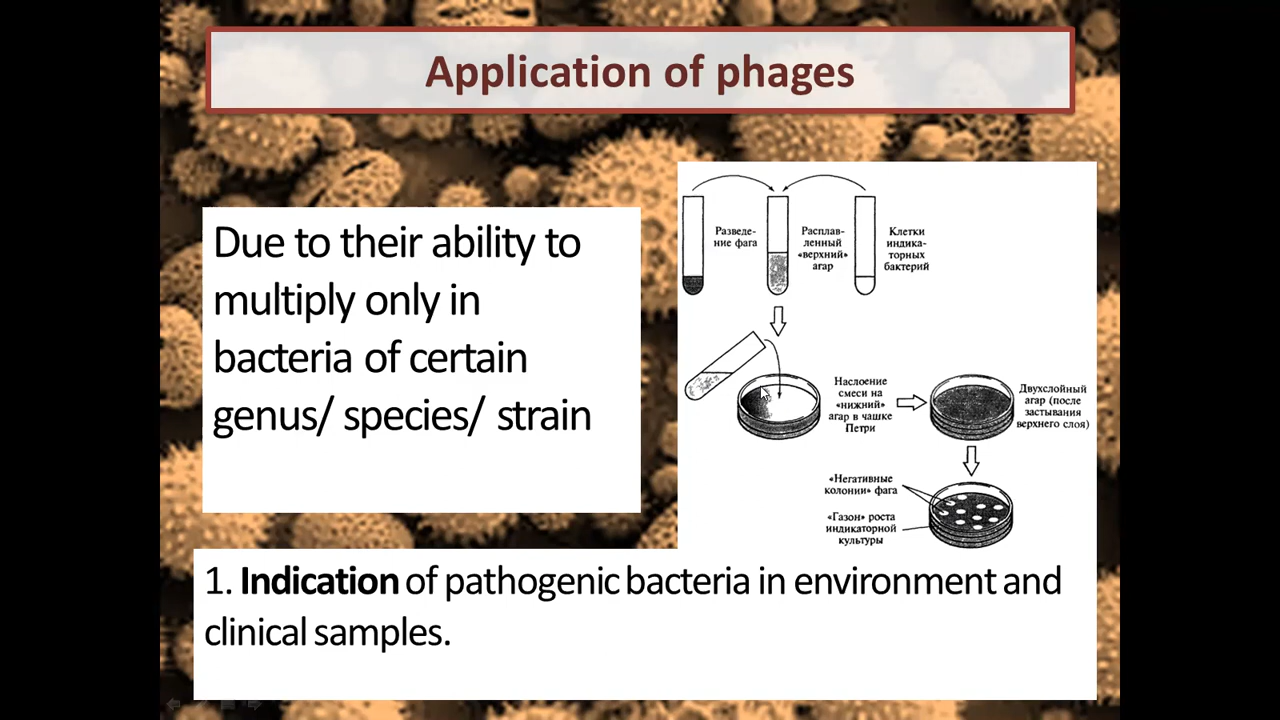 Application of phages
Due to their ability to
multiply only in
bacteria of certain
genus/ species/ strain
Разведе-
ние фага
Расплав-
ленный
«верхний»
агар
Клетки
индика-
торных
бактерий
Наслоение
смеси на
«нижний»
агар в чашке
Петри
Двухслойный
агар (после
застывания
верхнего слоя)
«Негативные
колонии» фага
«Газон» роста
индикаторной
культуры
1. Indication of pathogenic bacteria in environment and
clinical samples.